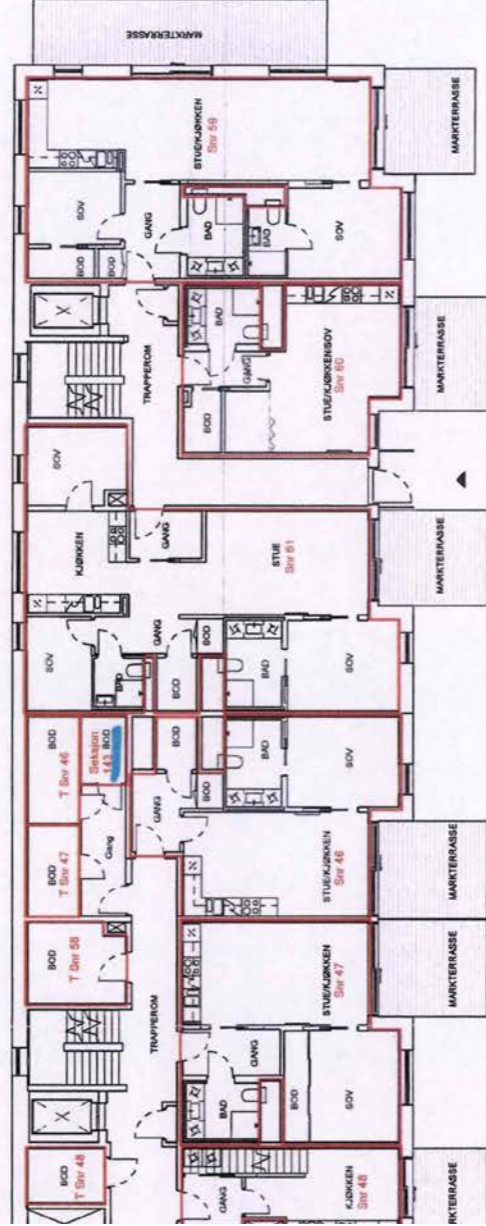 MARKTERRASSE
STUE/KJØKKEN
Snr 59
MARKTERRASSE
SOV
GANG
BAD
BOD
BOD
BAD
SOV
TRAPPEROM
BAD
GANG
BOD
STUE/KJØKKEN/SOV
Snr 60
MARKTERRASSE
SOV
KJØKKEN
GANG
STUE
Snr 61
MARKTERRASSE
SOV
BAD
GANG
BOD
BOD
BAD
SOV
BOD
T Snr 46
Seksjon
143
BOD
BOD
BOD
BAD
SOV
GANG
Gang
BOD
T Snr 47
STUE/KJØKKEN
Snr 46
MARKTERRASSE
BOD
T Snr 58
TRAPPEROM
STUE/KJØKKEN
Snr 47
MARKTERRASSE
GANG
BAD
BOD
SOV
BOD
T Snr 48
GANG
KJØKKEN
Snr 48
MARKTERRASSE